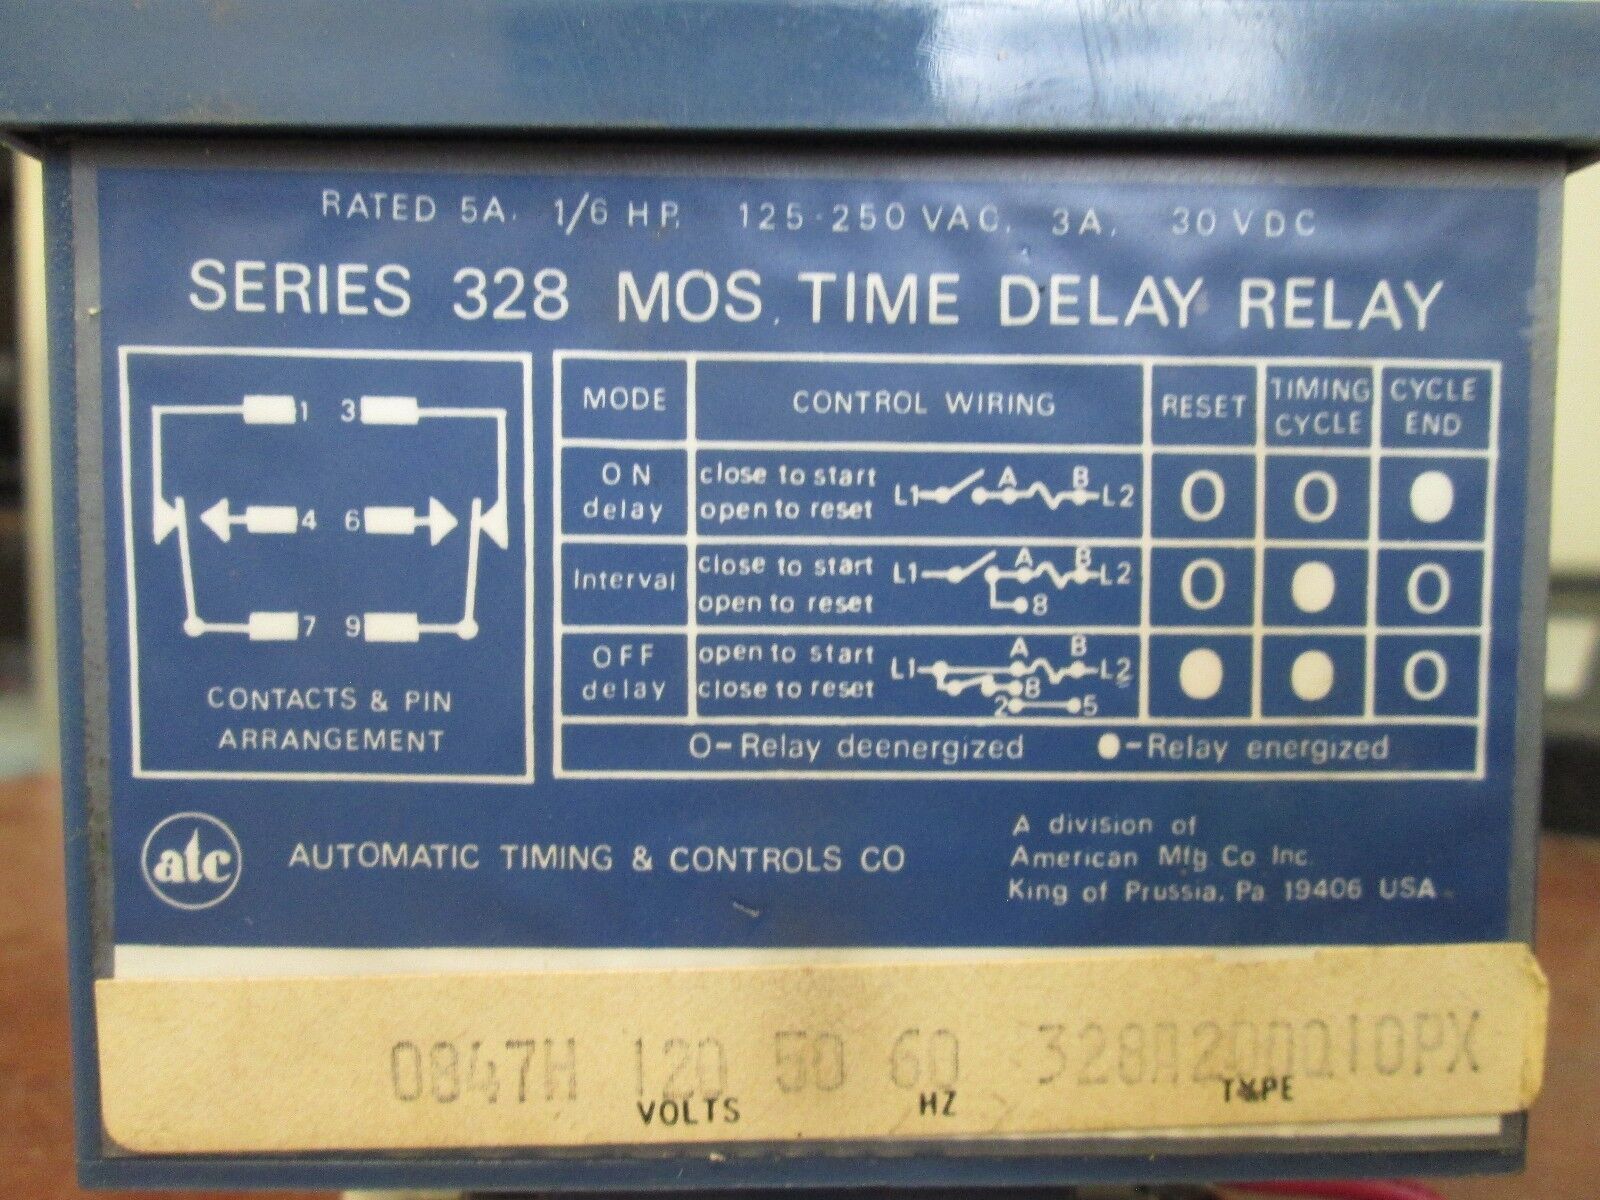 RATED 5A. 1/6 HP. 125-250 VAC. 3A. 30 VDC
SERIES 328 MOS TIME DELAY RELAY
1 3
4 6
7 9
CONTACTS & PIN
ARRANGEMENT
MODE CONTROL WIRING RESET TIMING CYCLE CYCLE END
ON delay
close to start
open to reset
L1 A B L2
O O ●
Interval
close to start
open to reset
L1 A B L2
8
O ● O
OFF delay
open to start
close to reset
L1 A B L2
8
2 5
● ● O
O-Relay deenergized ●-Relay energized
atc
AUTOMATIC TIMING & CONTROLS CO
A division of
American Mfg Co Inc.
King of Prussia, Pa 19406 USA
0847H 120 50 60 328A200Q10PX
VOLTS HZ TYPE